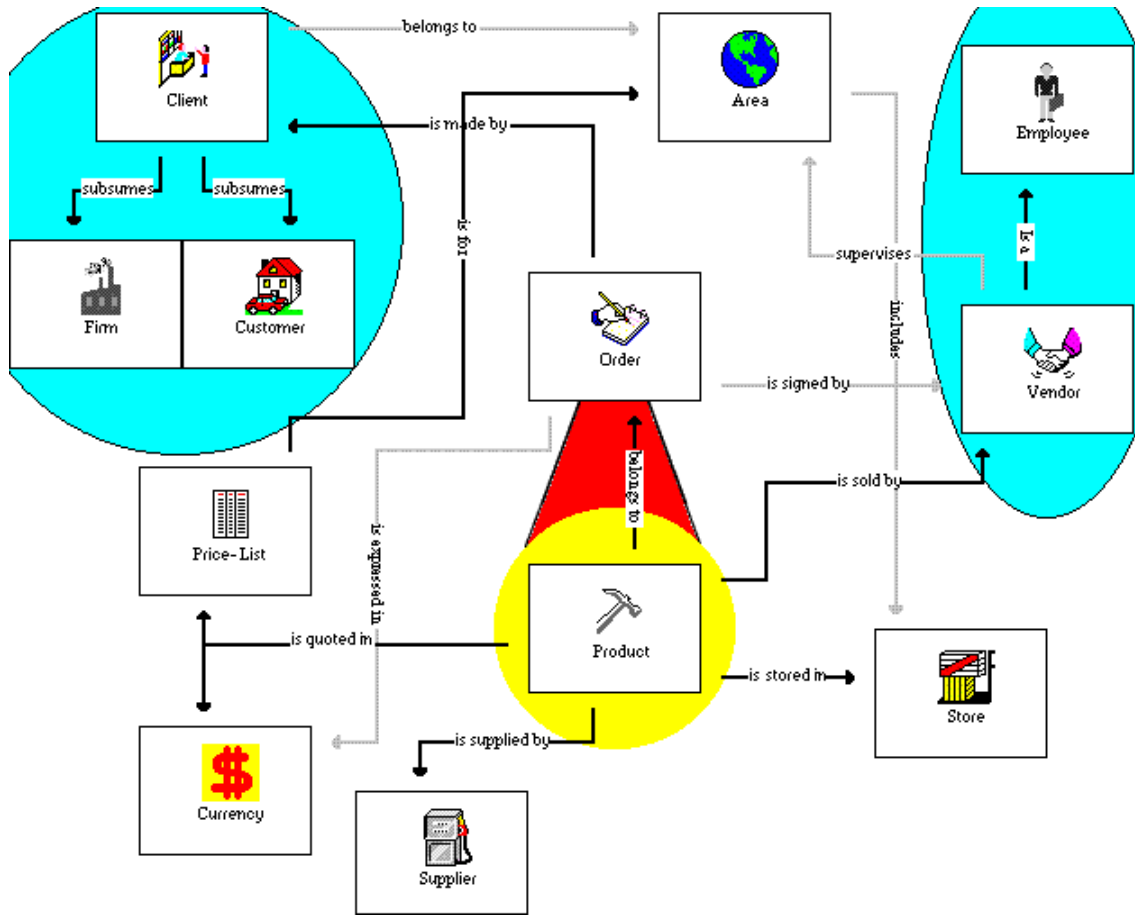 belongs to
Client
Area
Employee
is made by
subsumes
subsumes
is for
Is a
supervises
Firm
Customer
includes
Order
is signed by
Vendor
belongs to
is sold by
Price-List
is expressed in
is quoted in
Product
is stored in
Store
is supplied by
$
Currency
Supplier